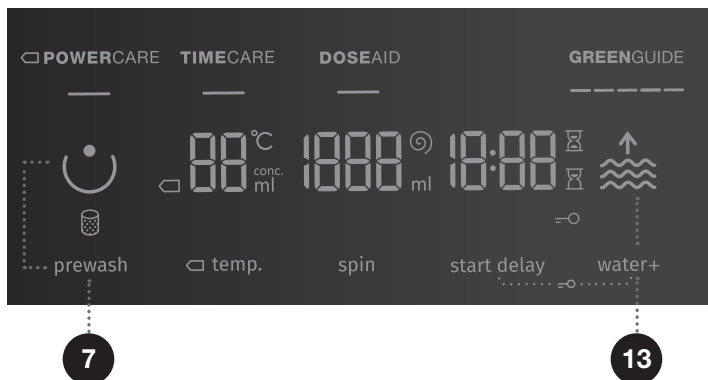 POWERCARE TIMECARE DOSEAID GREENGUIDE
88 °C conc. ml 1888 ml 18:88
prewash temp. spin start delay water+
7 13